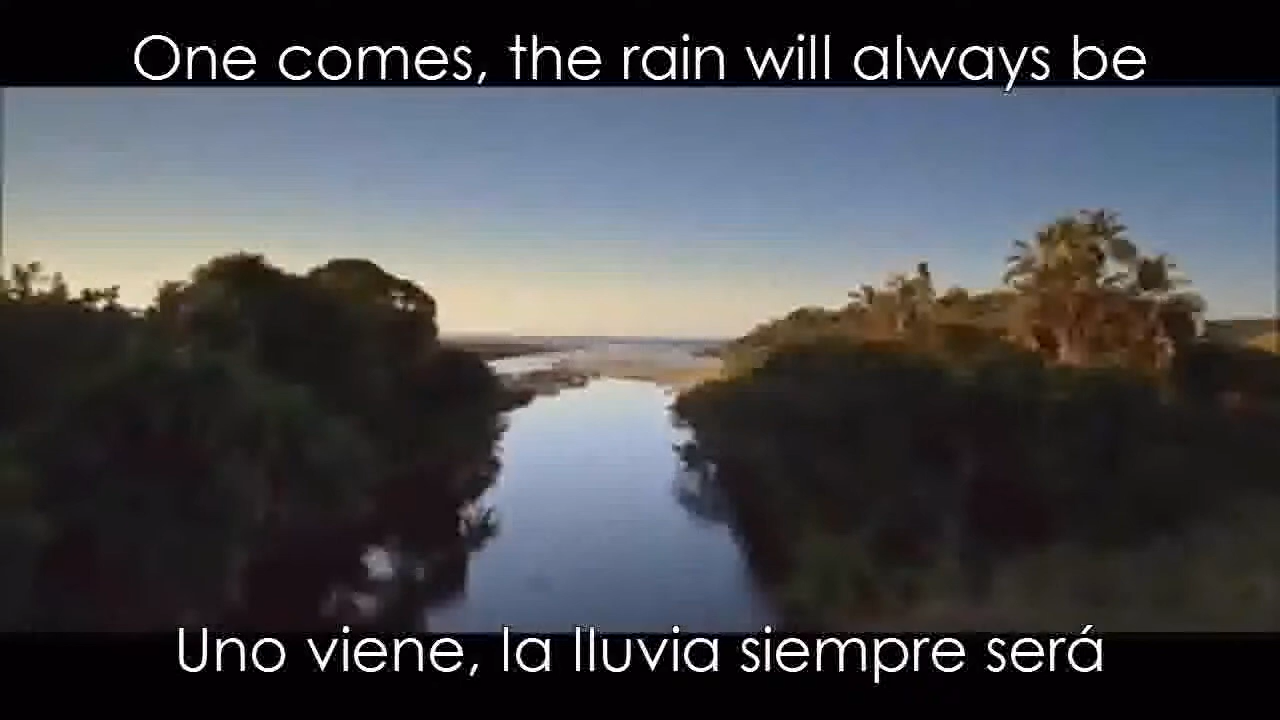 One comes, the rain will always be
Uno viene, la lluvia siempre será